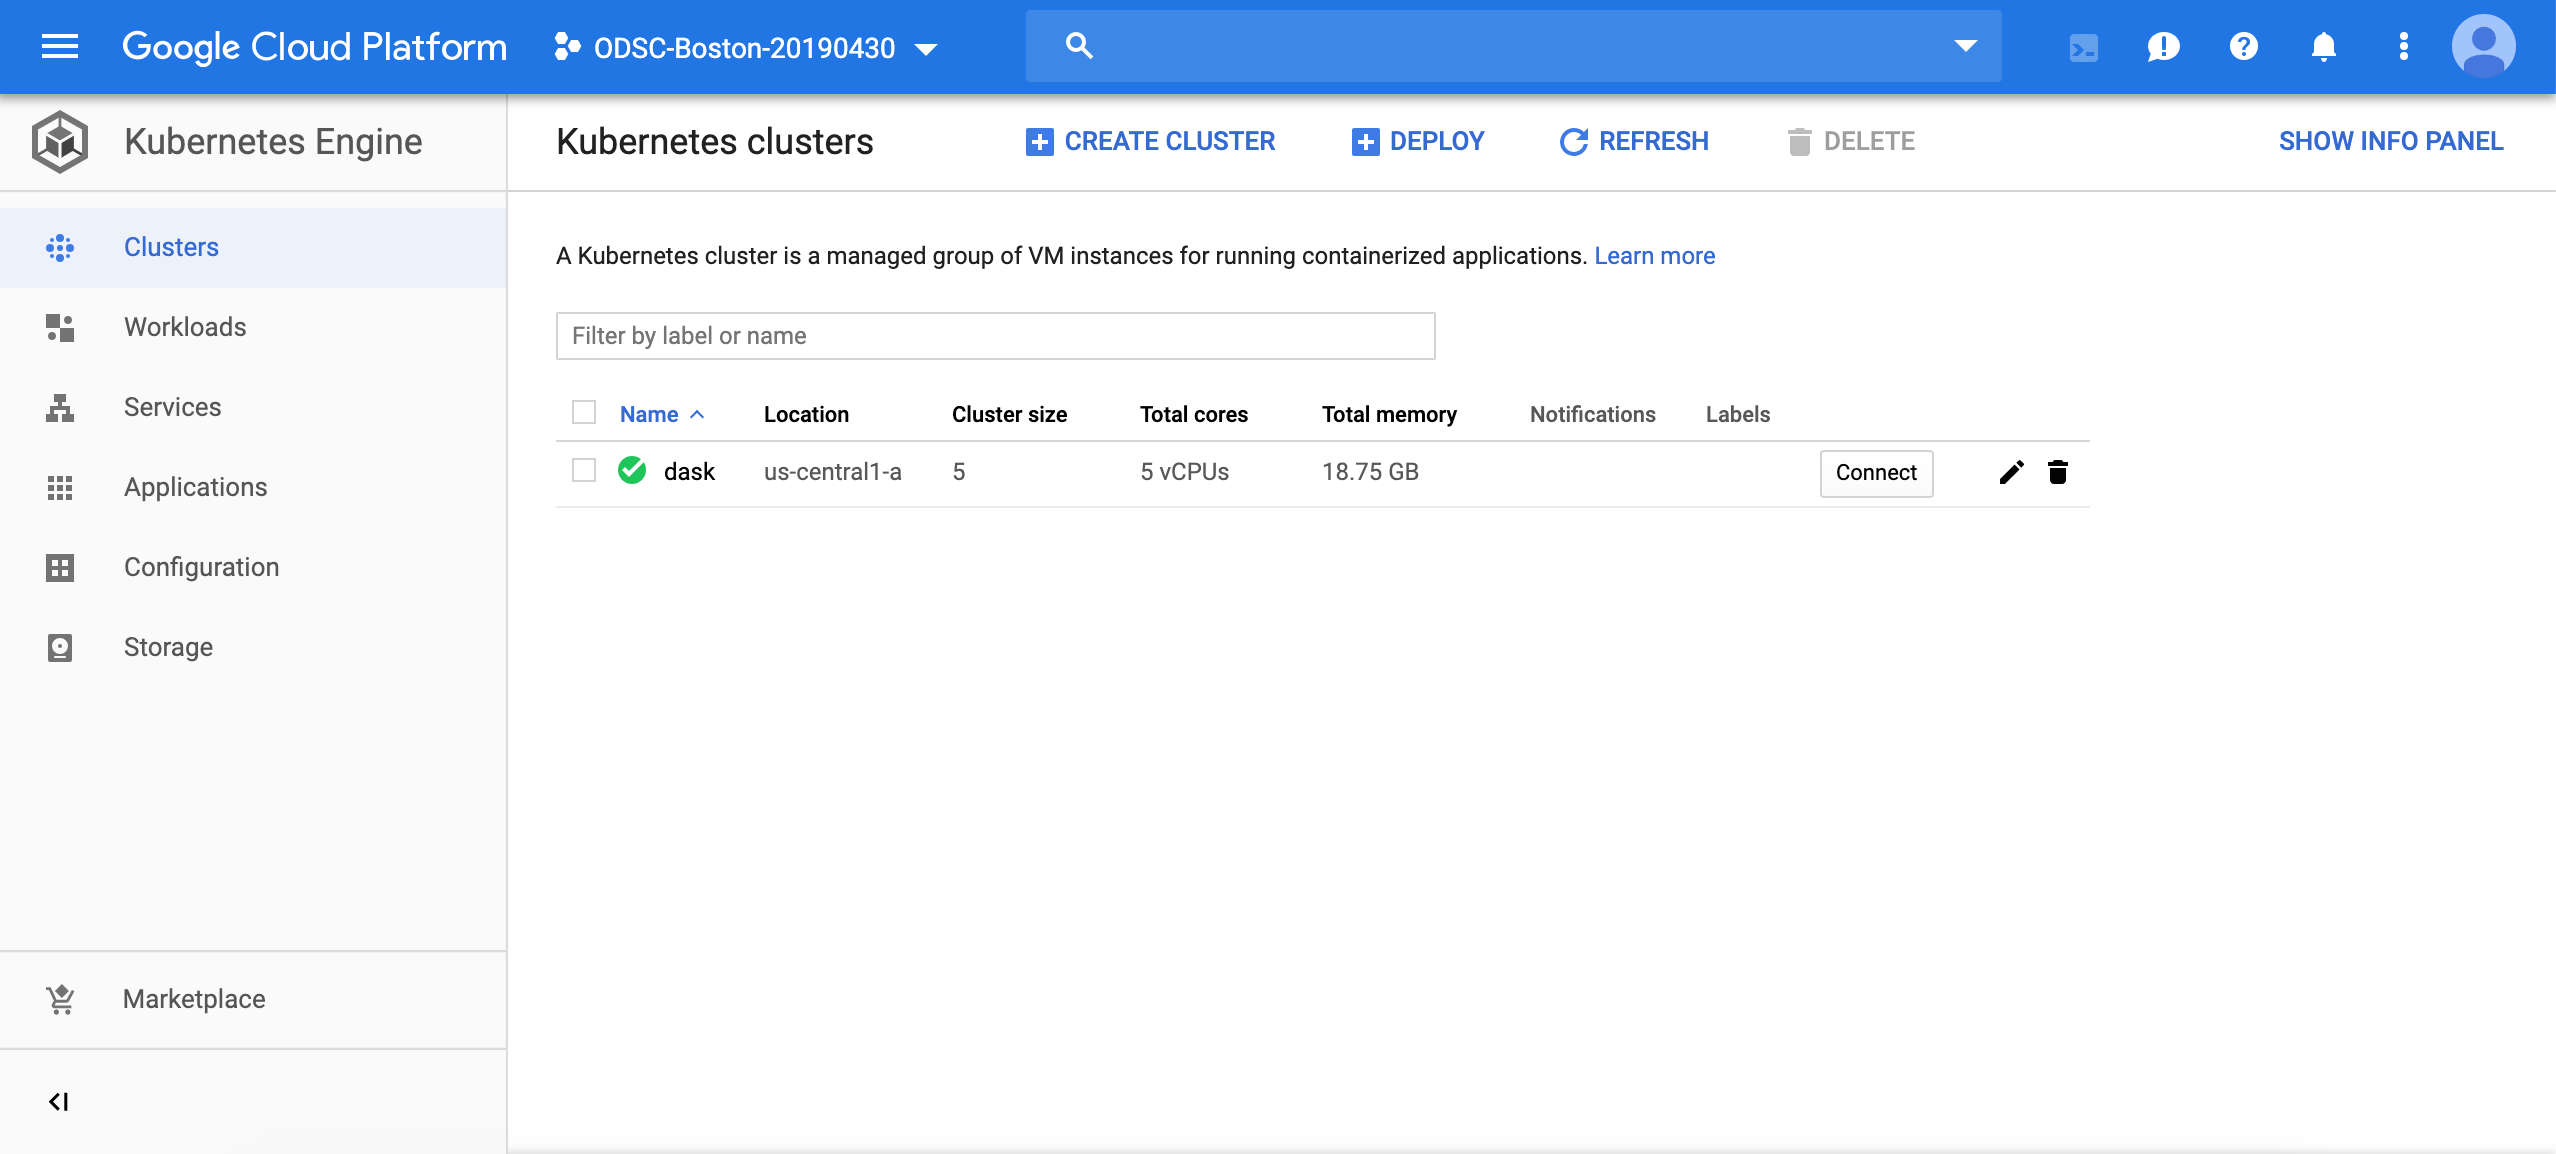 Google Cloud Platform
ODSC-Boston-20190430
Kubernetes Engine
Clusters
Workloads
Services
Applications
Configuration
Storage
Marketplace
Kubernetes clusters
CREATE CLUSTER
DEPLOY
REFRESH
DELETE
SHOW INFO PANEL
A Kubernetes cluster is a managed group of VM instances for running containerized applications. Learn more
Filter by label or name
Name Location Cluster size Total cores Total memory Notifications Labels
dask us-central1-a 5 5 vCPUs 18.75 GB Connect